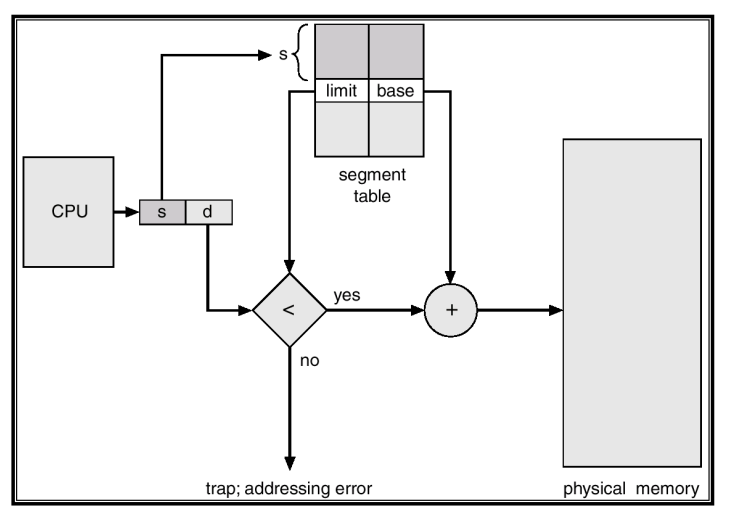 s
limit base
segment
table
CPU
s d
<
yes
+
no
trap; addressing error
physical memory